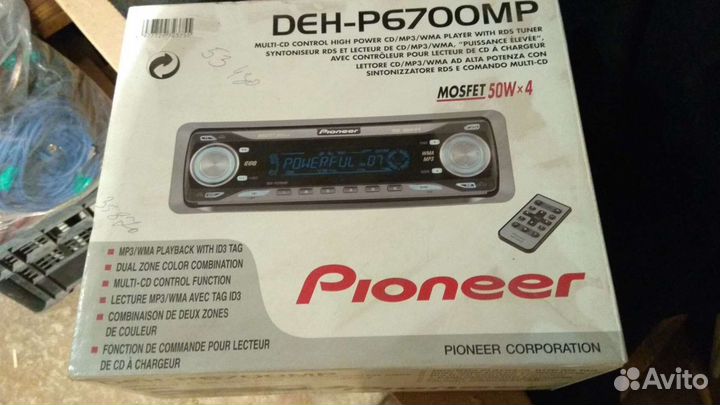 DEH-P6700MP
MULTI-CD CONTROL HIGH POWER CD/MP3/WMA PLAYER WITH RDS TUNER
SYNTONISEUR RDS ET LECTEUR DE CD/MP3/WMA, "PUISSANCE ÉLEVÉE",
AVEC CONTRÔLEUR POUR LECTEUR DE CD À CHARGEUR
LETTORE CD/MP3/WMA AD ALTA POTENZA CON
SINTONIZZATORE RDS E COMANDO MULTI-CD
53 430
MOSFET 50W×4
Pioneer
POWERFUL 07
WMA
MP3
■ MP3/WMA PLAYBACK WITH ID3 TAG
■ DUAL ZONE COLOR COMBINATION
■ MULTI-CD CONTROL FUNCTION
■ LECTURE MP3/WMA AVEC TAG ID3
■ COMBINAISON DE DEUX ZONES
DE COULEUR
■ FONCTION DE COMMANDE POUR LECTEUR
DE CD À CHARGEUR
Pioneer
PIONEER CORPORATION
Avito